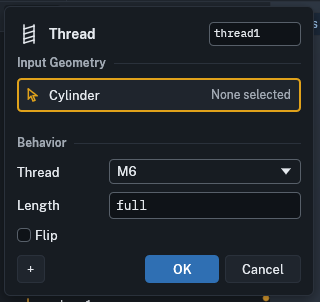 Thread thread1
Input Geometry
Cylinder None selected
Behavior
Thread M6
Length full
Flip
+ OK Cancel